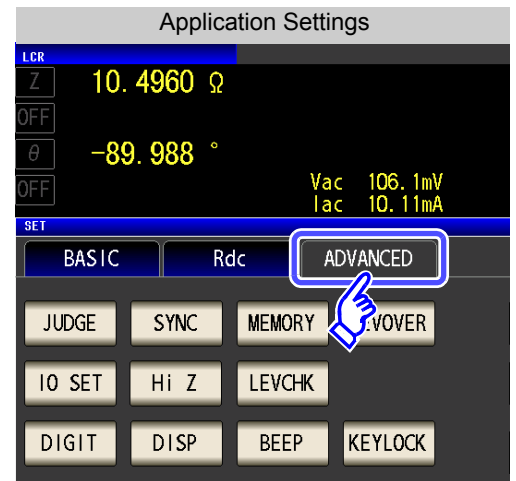 Application Settings
LCR
Z 10.4960 Ω
OFF
θ -89.988 °
OFF
Vac 106.1mV
Iac 10.11mA
SET
BASIC Rdc ADVANCED
JUDGE SYNC MEMORY VOVER
IO SET Hi Z LEVCHK
DIGIT DISP BEEP KEYLOCK